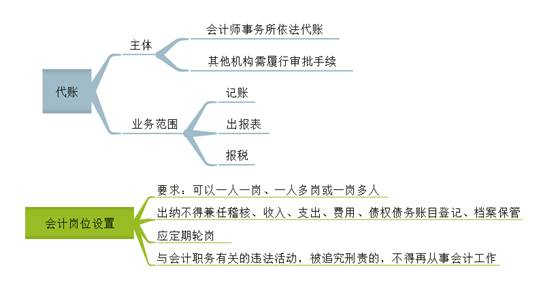 代账
主体
会计师事务所依法代账
其他机构需履行审批手续
业务范围
记账
出报表
报税
会计岗位设置
要求：可以一人一岗、一人多岗或一岗多人
出纳不得兼任稽核、收入、支出、费用、债权债务账目登记、档案保管
应定期轮岗
与会计职务有关的违法活动，被追究刑责的，不得再从事会计工作